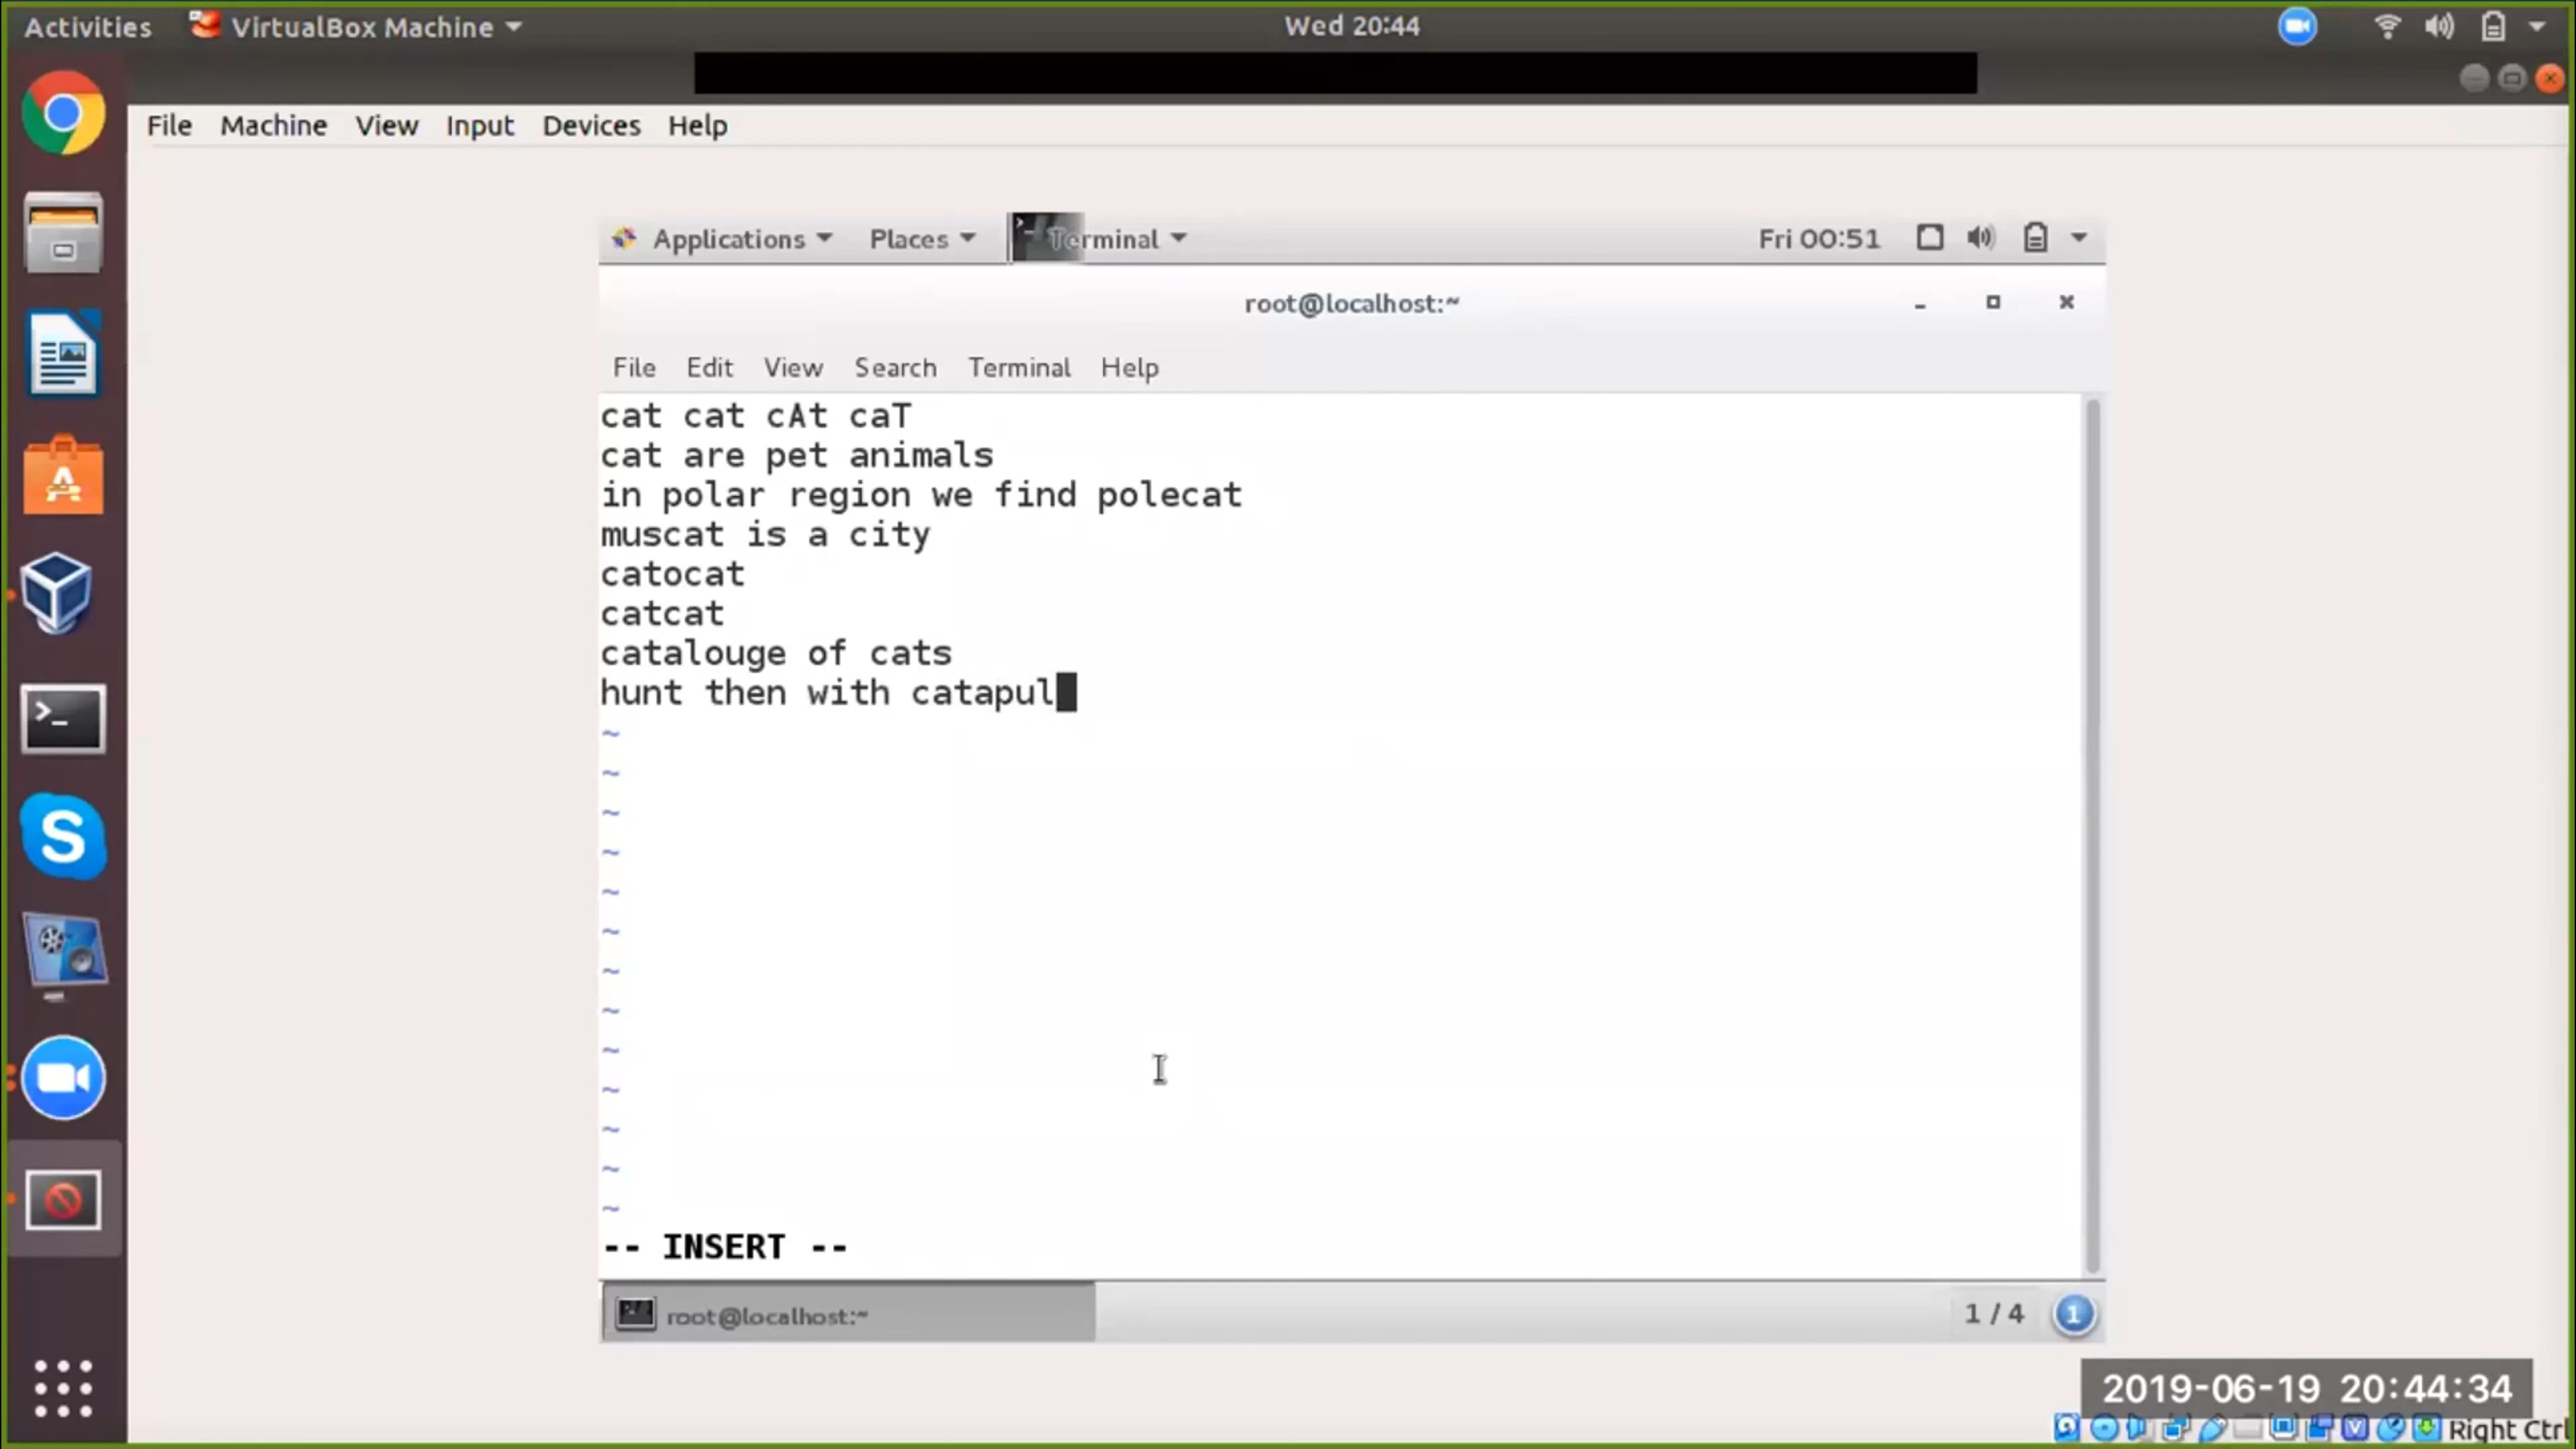 Activities VirtualBox Machine Wed 20:44
File Machine View Input Devices Help
Applications Places Terminal Fri 00:51
root@localhost:~
File Edit View Search Terminal Help
cat cat cAt caT
cat are pet animals
in polar region we find polecat
muscat is a city
catocat
catcat
catalouge of cats
hunt then with catapul
~
~
~
~
~
~
~
~
~
~
~
~
~
-- INSERT --
root@localhost:~ 1 / 4 1
2019-06-19 20:44:34
Right Ctrl